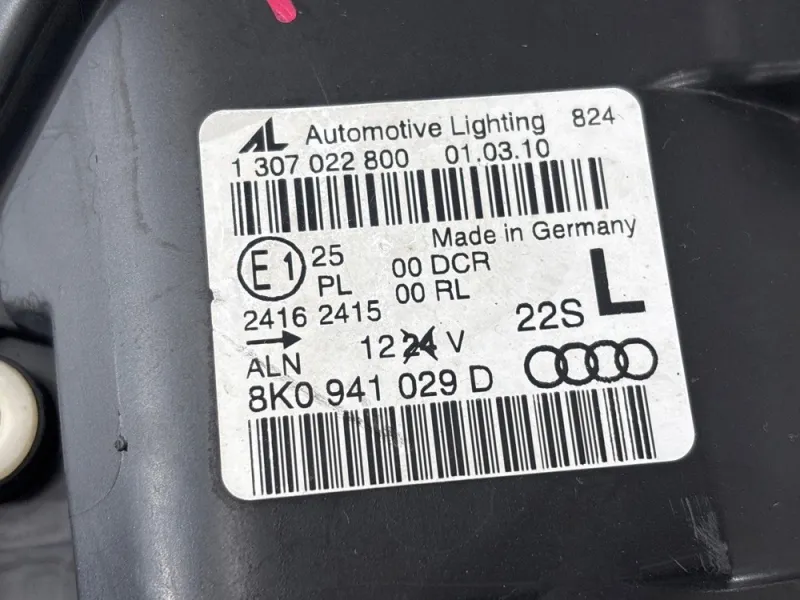 AL Automotive Lighting 824
1 307 022 800 01.03.10
Made in Germany
E1 25 00 DCR L
PL 00 RL
2416 2415 22S
→ 12 24 V
ALN
8K0 941 029 D